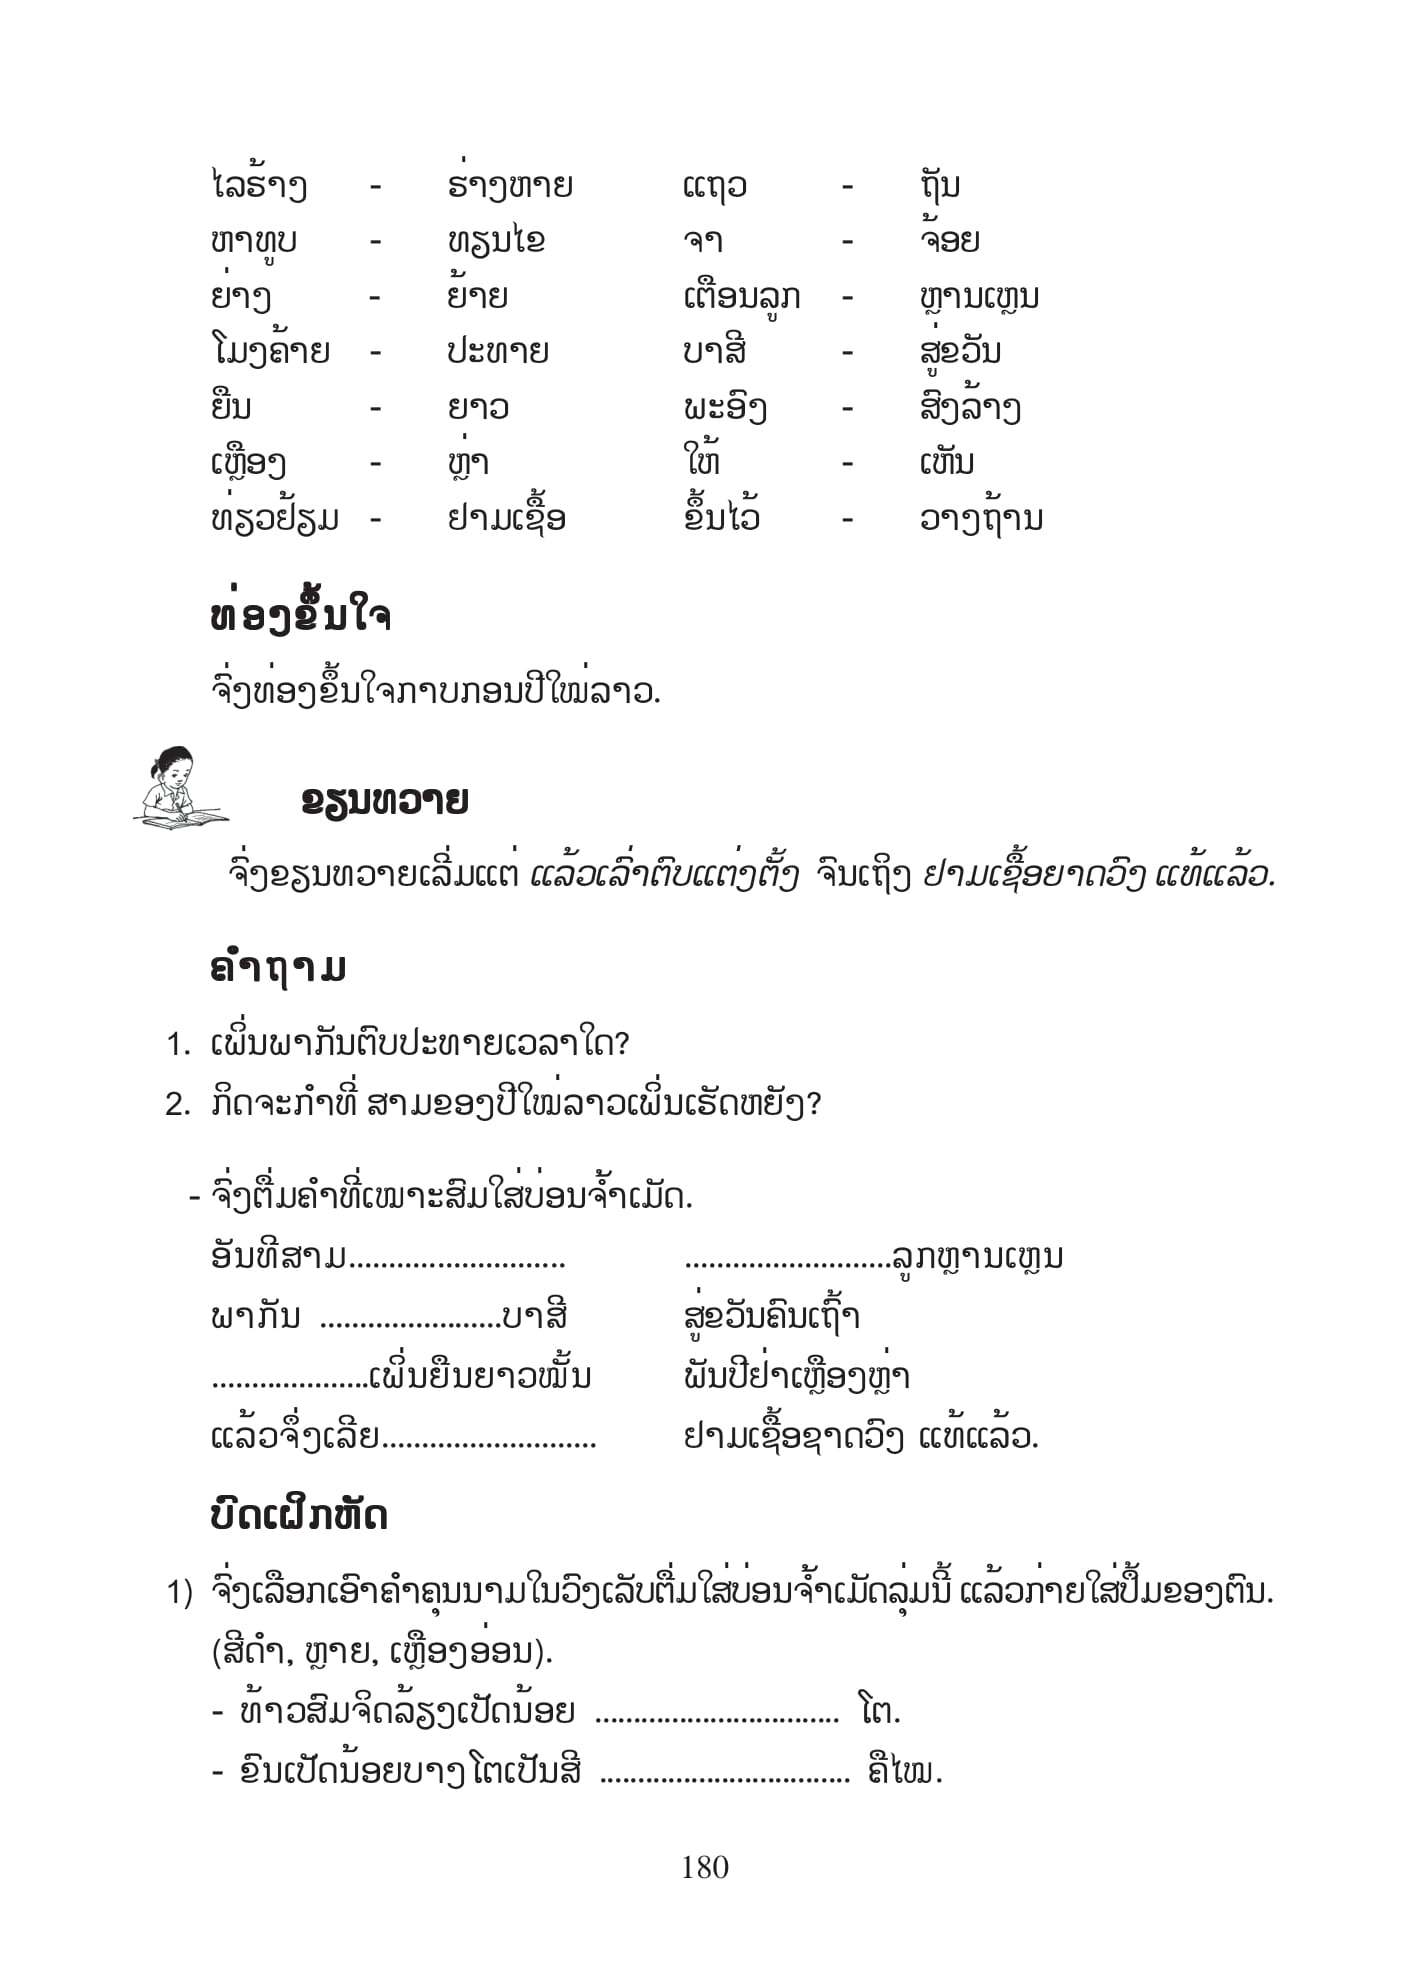 ໄລຮ້າງ - ຮ່າງຫາຍ ແຖວ - ຖັນ
ຫາທູບ - ທຽນໄຂ ຈາ - ຈ້ອຍ
ຍ່າງ - ຍ້າຍ ເຕືອນລູກ - ຫຼານເຫຼນ
ໂມງຄ້າຍ - ປະທາຍ ບາສີ - ສູ່ຂວັນ
ຍືນ - ຍາວ ພະອົງ - ສົງລ້າງ
ເຫຼືອງ - ຫຼ່າ ໃຫ້ - ເຫັນ
ທ່ຽວຢ້ຽມ - ຢາມເຊື້ອ ຂຶ້ນໄວ້ - ວາງຖ້ານ
ທ່ອງຂຶ້ນໃຈ
ຈົ່ງທ່ອງຂຶ້ນໃຈກາບກອນປີໃໝ່ລາວ.
ຂຽນທວາຍ
ຈົ່ງຂຽນທວາຍເລີ່ມແຕ່ ແລ້ວເລົ່າຕົບແຕ່ງຕັ້ງ ຈົນເຖິງ ຢາມເຊື້ອຍາດວົງ ແທ້ແລ້ວ.
ຄໍາຖາມ
1. ເພິ່ນພາກັນຕົບປະທາຍເວລາໃດ?
2. ກິດຈະກໍາທີ່ ສາມຂອງປີໃໝ່ລາວເພິ່ນເຮັດຫຍັງ?
- ຈົ່ງຕື່ມຄໍາທີ່ເໝາະສົມໃສ່ບ່ອນຈໍ້າເມັດ.
ອັນທີສາມ........................... ..........................ລູກຫຼານເຫຼນ
ພາກັນ .......................ບາສີ ສູ່ຂວັນຄົນເຖົ້າ
....................ເພິ່ນຍືນຍາວໝັ້ນ ພັນປີຢ່າເຫຼືອງຫຼ່າ
ແລ້ວຈຶ່ງເລີຍ........................... ຢາມເຊື້ອຊາດວົງ ແທ້ແລ້ວ.
ບົດເຝິກຫັດ
1) ຈົ່ງເລືອກເອົາຄໍາຄຸນນາມໃນວົງເລັບຕື່ມໃສ່ບ່ອນຈໍ້າເມັດລຸ່ມນີ້ ແລ້ວກ່າຍໃສ່ປຶ້ມຂອງຕົນ.
(ສີດໍາ, ຫຼາຍ, ເຫຼືອງອ່ອນ).
- ທ້າວສົມຈິດລ້ຽງເປັດນ້ອຍ ............................... ໂຕ.
- ຂົນເປັດນ້ອຍບາງໂຕເປັນສີ ................................ ຄືໄໝ.
180